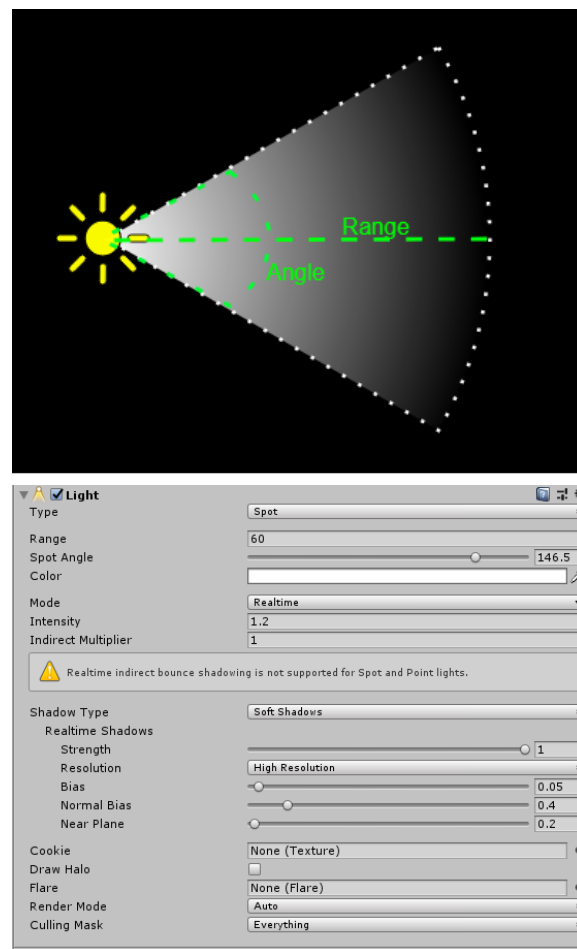 Range
Angle
Light
Type Spot
Range 60
Spot Angle 146.5
Color
Mode Realtime
Intensity 1.2
Indirect Multiplier 1
Realtime indirect bounce shadowing is not supported for Spot and Point lights.
Shadow Type Soft Shadows
Realtime Shadows
Strength 1
Resolution High Resolution
Bias 0.05
Normal Bias 0.4
Near Plane 0.2
Cookie None (Texture)
Draw Halo
Flare None (Flare)
Render Mode Auto
Culling Mask Everything